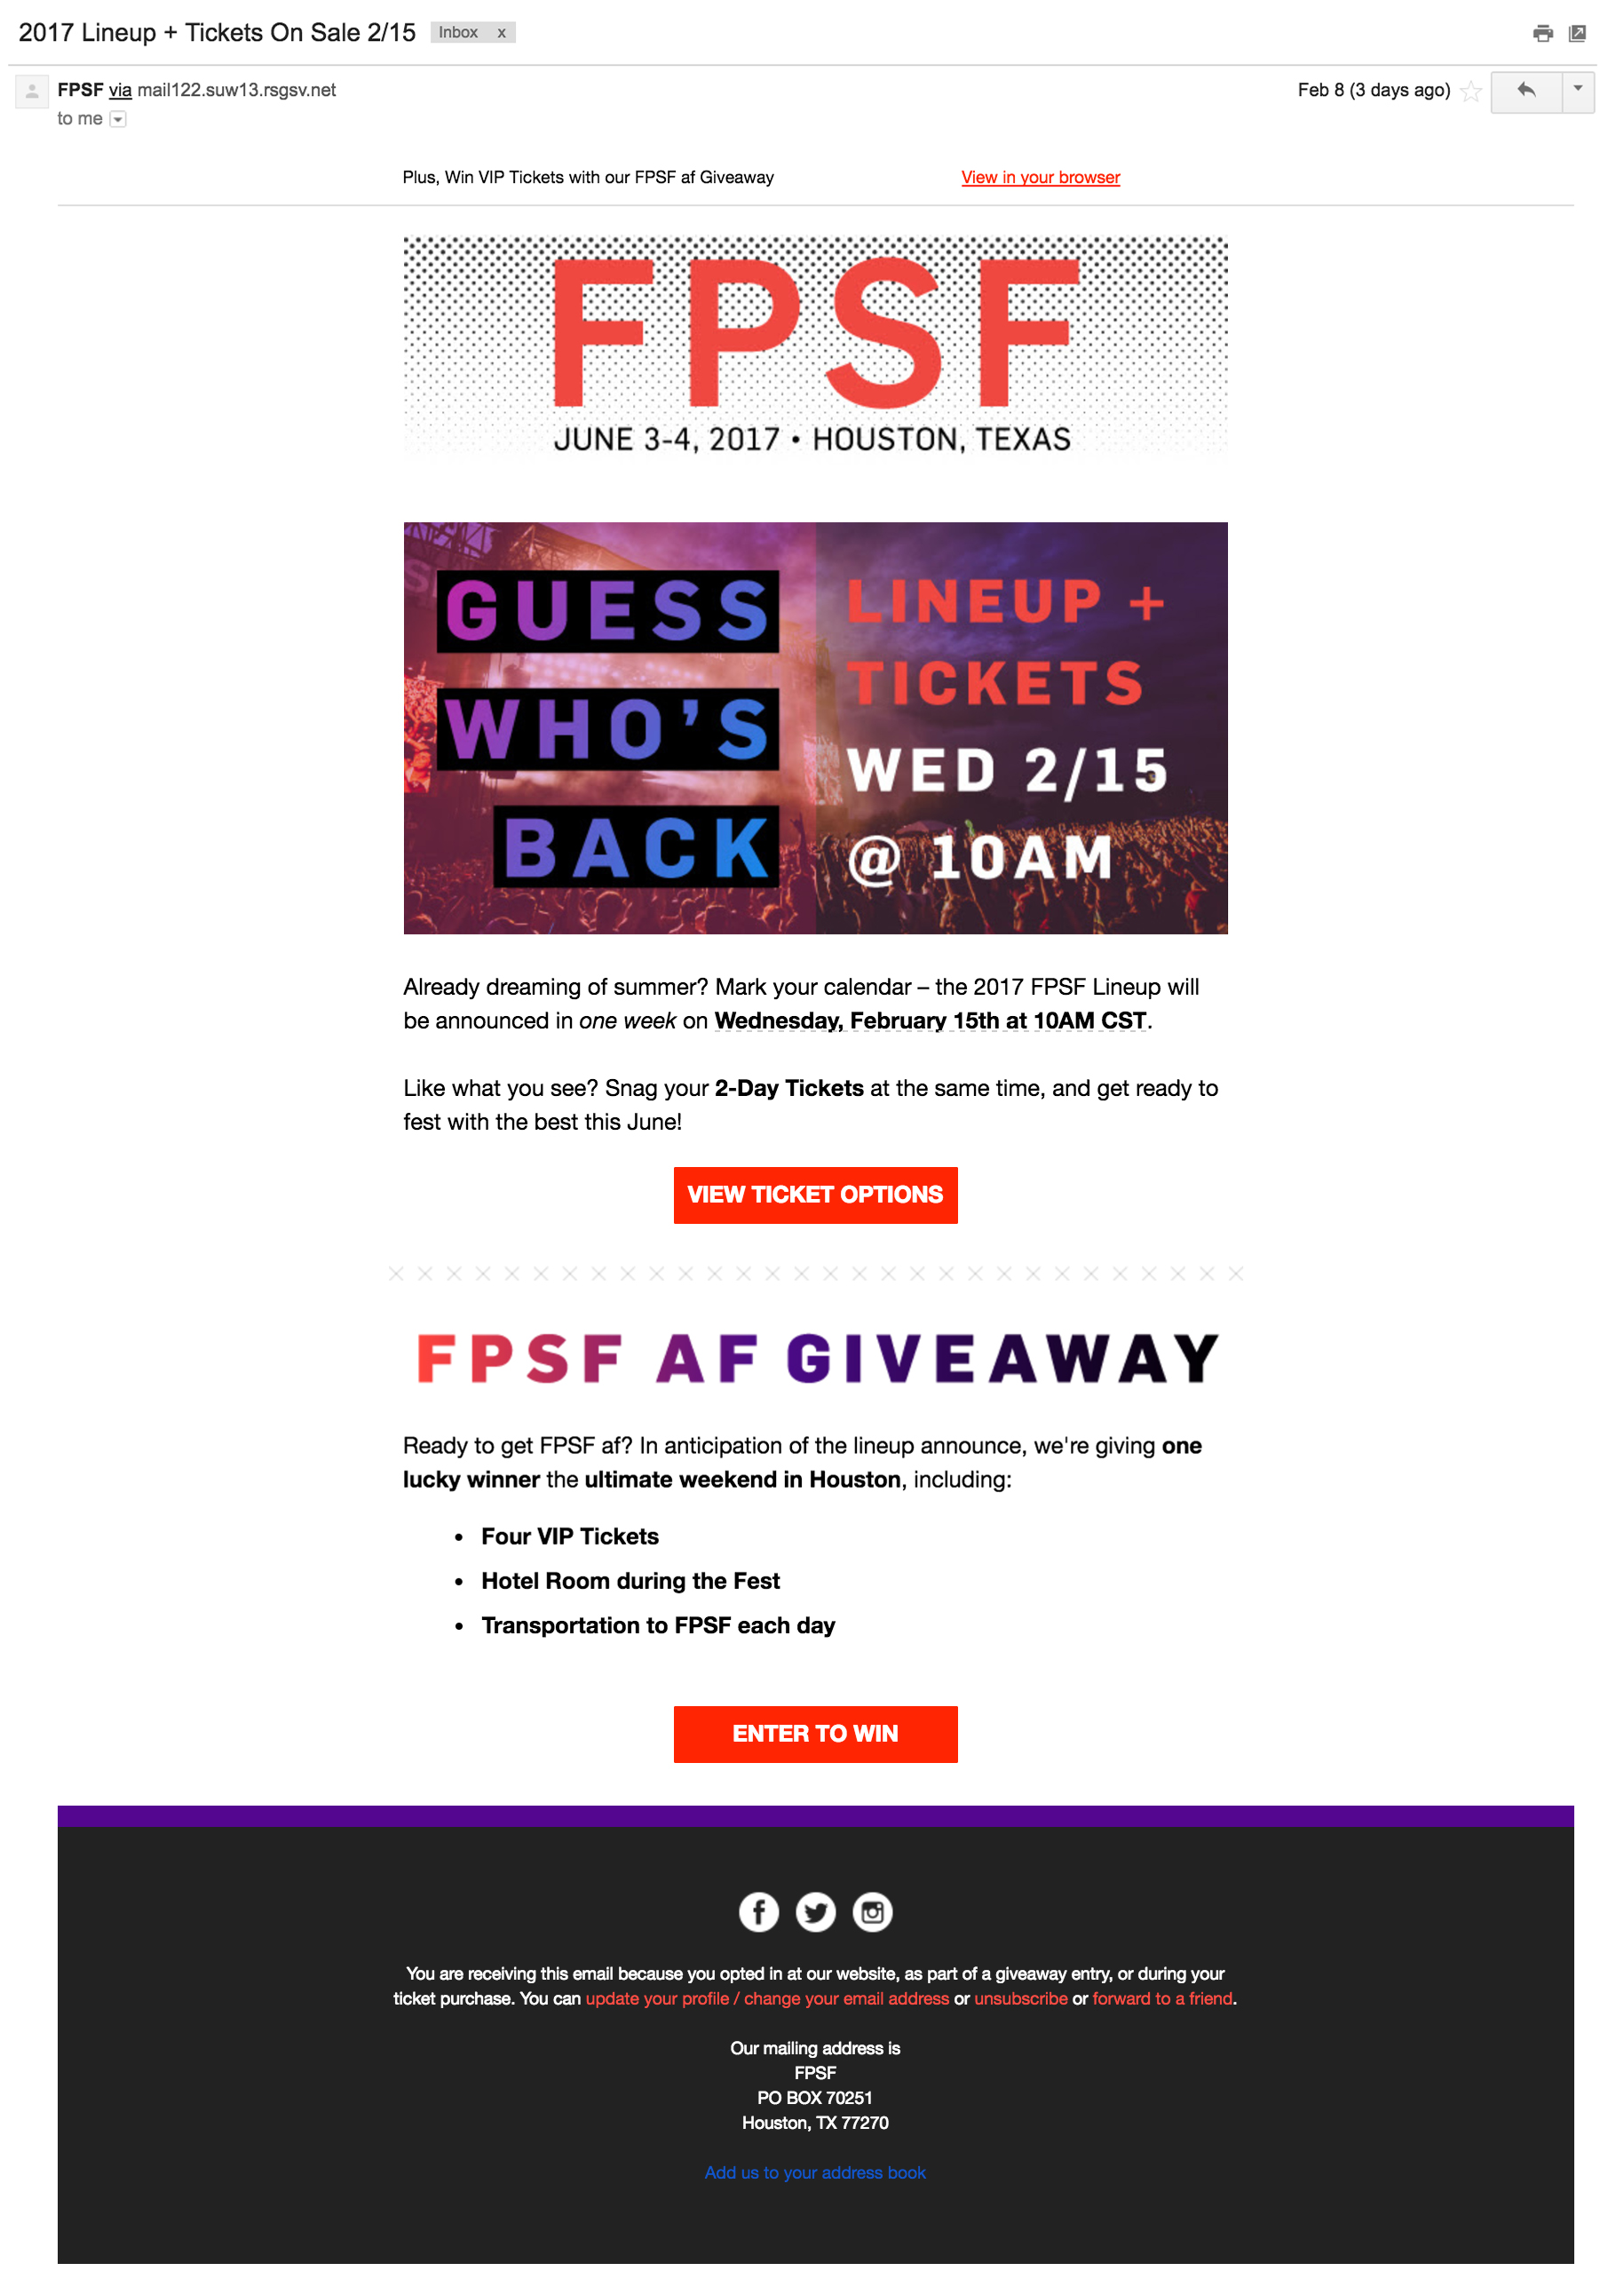 2017 Lineup + Tickets On Sale 2/15
Inbox x
FPSF via mail122.suw13.rsgsv.net
Feb 8 (3 days ago)
to me
Plus, Win VIP Tickets with our FPSF af Giveaway
View in your browser
FPSF
JUNE 3-4, 2017 • HOUSTON, TEXAS
GUESS
WHO'S
BACK
LINEUP +
TICKETS
WED 2/15
@ 10AM
Already dreaming of summer? Mark your calendar – the 2017 FPSF Lineup will
be announced in one week on Wednesday, February 15th at 10AM CST.
Like what you see? Snag your 2-Day Tickets at the same time, and get ready to
fest with the best this June!
VIEW TICKET OPTIONS
FPSF AF GIVEAWAY
Ready to get FPSF af? In anticipation of the lineup announce, we're giving one
lucky winner the ultimate weekend in Houston, including:
• Four VIP Tickets
• Hotel Room during the Fest
• Transportation to FPSF each day
ENTER TO WIN
You are receiving this email because you opted in at our website, as part of a giveaway entry, or during your
ticket purchase. You can update your profile / change your email address or unsubscribe or forward to a friend.
Our mailing address is
FPSF
PO BOX 70251
Houston, TX 77270
Add us to your address book